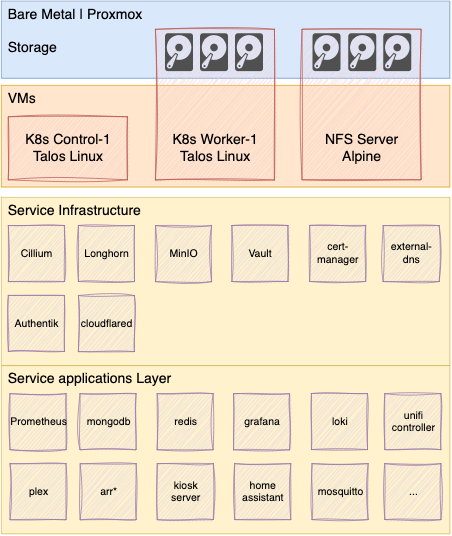 Bare Metal | Proxmox
Storage
VMs
K8s Control-1
Talos Linux
K8s Worker-1
Talos Linux
NFS Server
Alpine
Service Infrastructure
Cillium
Longhorn
MinIO
Vault
cert-
manager
external-
dns
Authentik
cloudflared
Service applications Layer
Prometheus
mongodb
redis
grafana
loki
unifi
controller
plex
arr*
kiosk
server
home
assistant
mosquitto
...